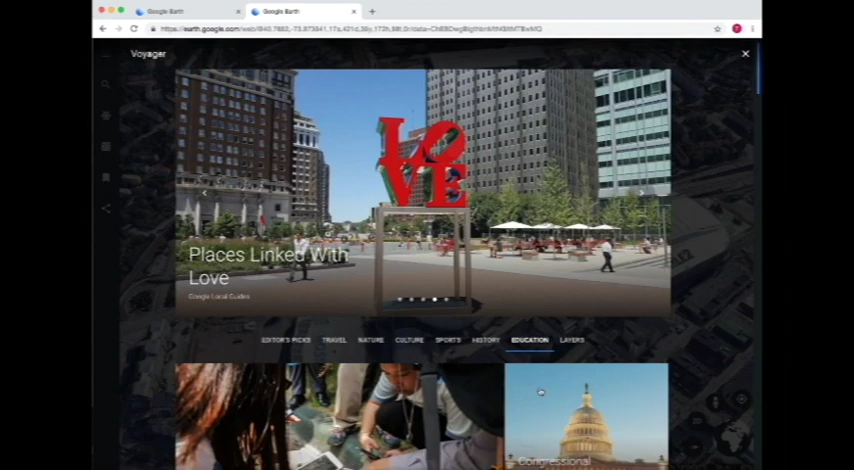 Google Earth
Google Earth
Voyager
LOVE
Places Linked With
Love
Google Local Guides
EDITOR'S PICKS TRAVEL NATURE CULTURE SPORTS HISTORY EDUCATION LAYERS
Congressional